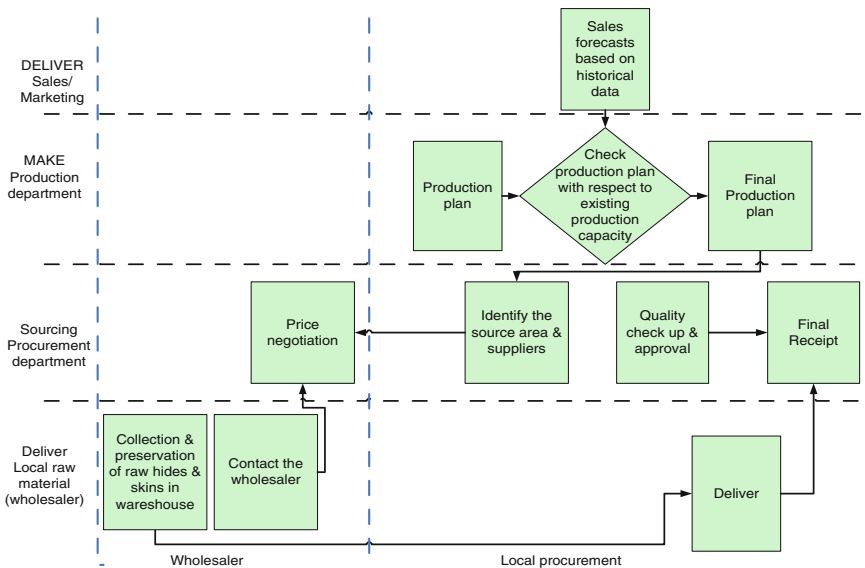 DELIVER
Sales/
Marketing
Sales
forecasts
based on
historical
data
MAKE
Production
department
Production
plan
Check
production plan
with respect to
existing
production
capacity
Final
Production
plan
Sourcing
Procurement
department
Price
negotiation
Identify the
source area &
suppliers
Quality
check up &
approval
Final
Receipt
Deliver
Local raw
material
(wholesaler)
Collection &
preservation
of raw hides &
skins in
wareshouse
Contact the
wholesaler
Deliver
Wholesaler
Local procurement